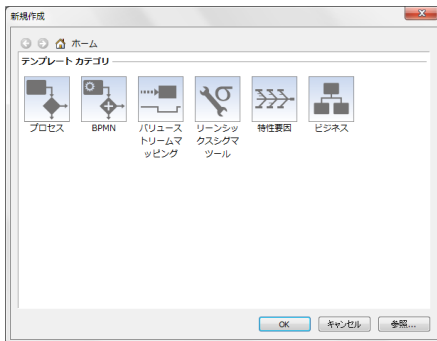 新規作成
ホーム
テンプレート カテゴリ
プロセス
BPMN
バリュース
トリームマ
ッピング
リーンシッ
クスシグマ
ツール
特性要因
ビジネス
OK
キャンセル
参照...